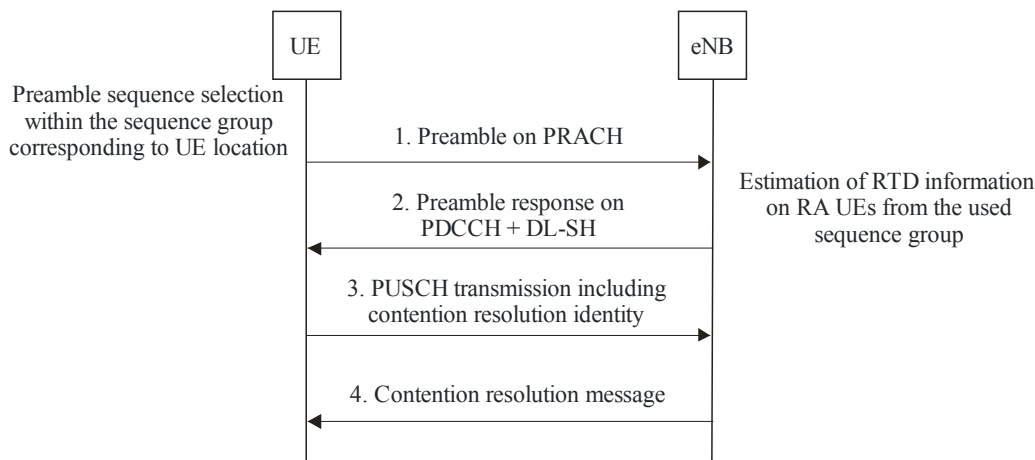 UE
eNB
Preamble sequence selection
within the sequence group
corresponding to UE location
1. Preamble on PRACH
Estimation of RTD information
on RA UEs from the used
sequence group
2. Preamble response on
PDCCH + DL-SH
3. PUSCH transmission including
contention resolution identity
4. Contention resolution message